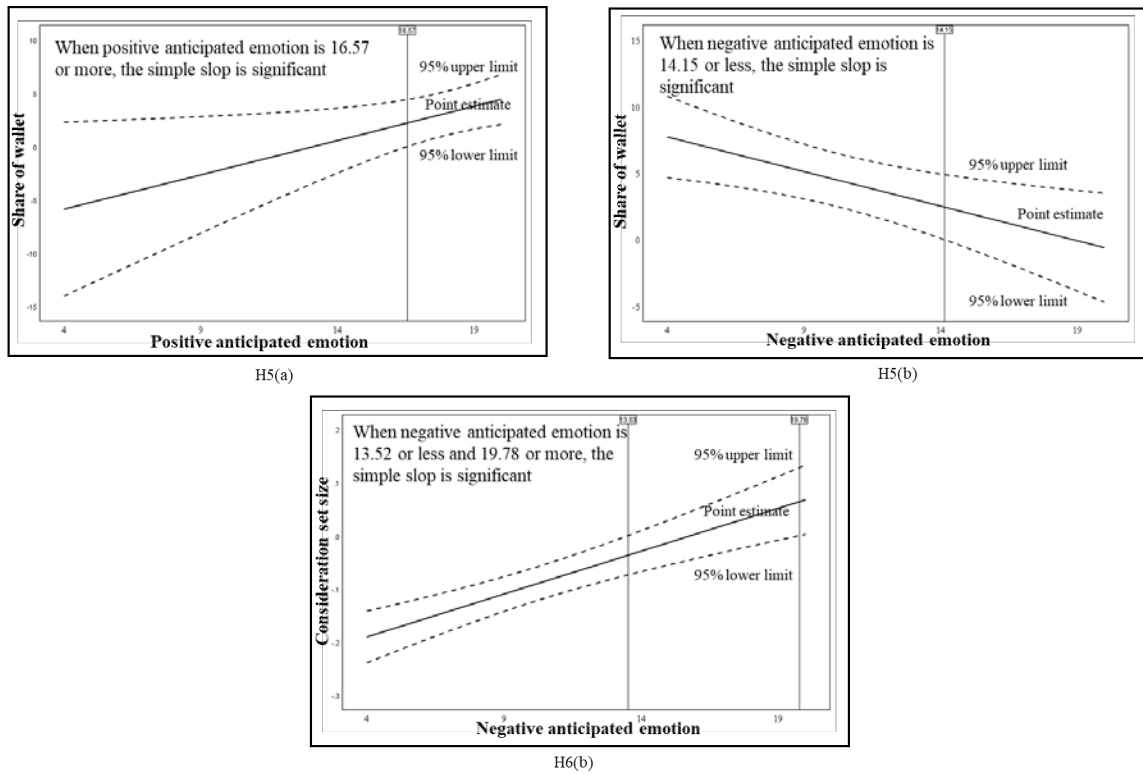 16.57
When positive anticipated emotion is 16.57
or more, the simple slop is significant
95% upper limit
Point estimate
95% lower limit
Share of wallet
10
5
0
-5
-10
-15
4
9
14
19
Positive anticipated emotion
H5(a)
14.15
When negative anticipated emotion is
14.15 or less, the simple slop is
significant
95% upper limit
Point estimate
95% lower limit
Share of wallet
15
10
5
0
-5
4
9
14
19
Negative anticipated emotion
H5(b)
13.53
19.78
When negative anticipated emotion is
13.52 or less and 19.78 or more, the
simple slop is significant
95% upper limit
Point estimate
95% lower limit
Consideration set size
.2
.1
.0
-.1
-.2
-.3
4
9
14
19
Negative anticipated emotion
H6(b)